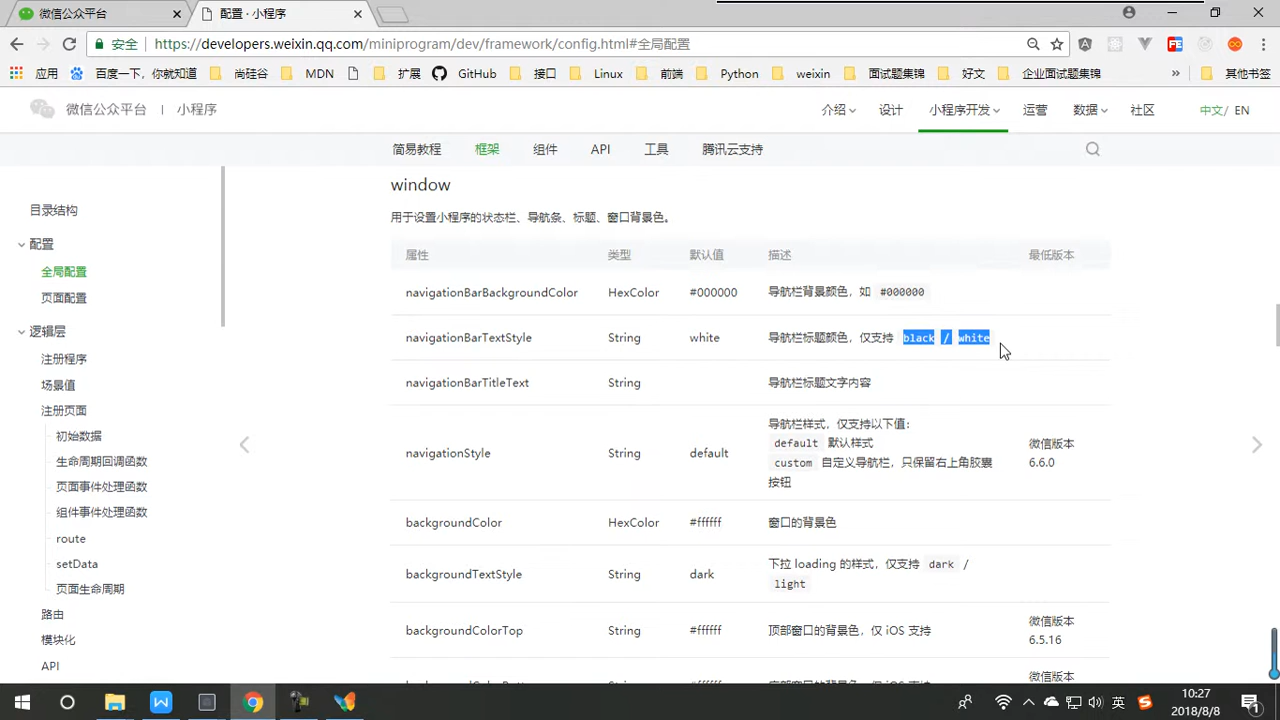 微信公众平台
配置 · 小程序
安全
https://developers.weixin.qq.com/miniprogram/dev/framework/config.html#全局配置
应用
百度一下，你就知道
尚硅谷
MDN
扩展
GitHub
接口
Linux
前端
Python
weixin
面试题集锦
好文
企业面试题集锦
»
其他书签
微信公众平台 | 小程序
介绍
设计
小程序开发
运营
数据
社区
中文/ EN
简易教程
框架
组件
API
工具
腾讯云支持
目录结构
配置
全局配置
页面配置
逻辑层
注册程序
场景值
注册页面
初始数据
生命周期回调函数
页面事件处理函数
组件事件处理函数
route
setData
页面生命周期
路由
模块化
API
window
用于设置小程序的状态栏、导航条、标题、窗口背景色。
属性 类型 默认值 描述 最低版本
navigationBarBackgroundColor HexColor #000000 导航栏背景颜色，如 #000000
navigationBarTextStyle String white 导航栏标题颜色，仅支持 black / white
navigationBarTitleText String 导航栏标题文字内容
navigationStyle String default 导航栏样式，仅支持以下值：
default 默认样式
custom 自定义导航栏，只保留右上角胶囊
按钮
微信版本
6.6.0
backgroundColor HexColor #ffffff 窗口的背景色
backgroundTextStyle String dark 下拉 loading 的样式，仅支持 dark /
light
backgroundColorTop String #ffffff 顶部窗口的背景色，仅 iOS 支持
微信版本
6.5.16
微信版本
英
10:27
2018/8/8
1